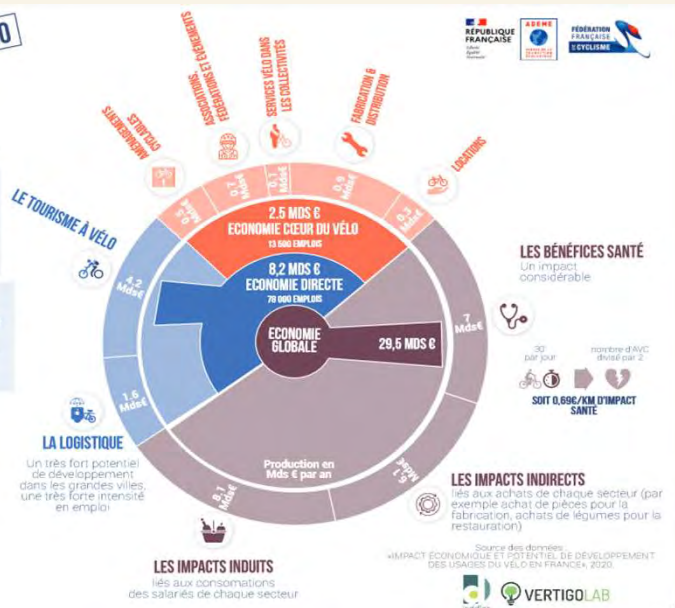 RÉPUBLIQUE
FRANÇAISE
ADEME
FÉDÉRATION
FRANÇAISE
CYCLISME
AMÉNAGEMENTS
CYCLABLES
ASSOCIATIONS,
FÉDÉRATIONS ET ÉVÉNEMENTS
SERVICES VÉLO DANS
LES COLLECTIVITÉS
FABRICATION &
DISTRIBUTION
LOCATIONS
LE TOURISME À VÉLO
0.7
Mds€
0.1
Mds€
0.9
Mds€
0.3
Mds€
4,2
Mds€
1.6
Mds€
2.5 MDS €
ECONOMIE CŒUR DU VÉLO
13 500 EMPLOIS
8,2 MDS €
ECONOMIE DIRECTE
78 000 EMPLOIS
ECONOMIE
GLOBALE
29,5 MDS €
7
Mds€
Production en
Mds € par an
8,1
Mds€
LES BÉNÉFICES SANTÉ
Un impact
considérable
30'
par jour
nombre d'AVC
divisé par 2
SOIT 0,69€/KM D'IMPACT
SANTÉ
LA LOGISTIQUE
Un très fort potentiel
de développement
dans les grandes villes,
une très forte intensité
en emploi
LES IMPACTS INDIRECTS
liés aux achats de chaque secteur (par
exemple achat de pièces pour la
fabrication, achats de légumes pour la
restauration)
LES IMPACTS INDUITS
liés aux consomations
des salariés de chaque secteur
Source des données :
«IMPACT ÉCONOMIQUE ET POTENTIEL DE DÉVELOPPEMENT
DES USAGES DU VÉLO EN FRANCE», 2020.
VERTIGOLAB